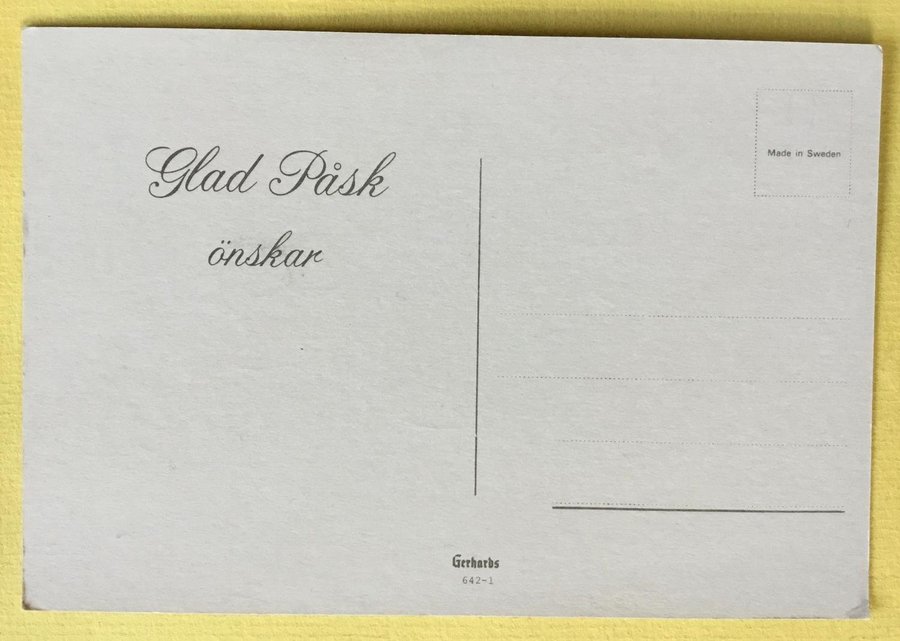 Glad Påsk
önskar
Made in Sweden
Gerhards
642-1